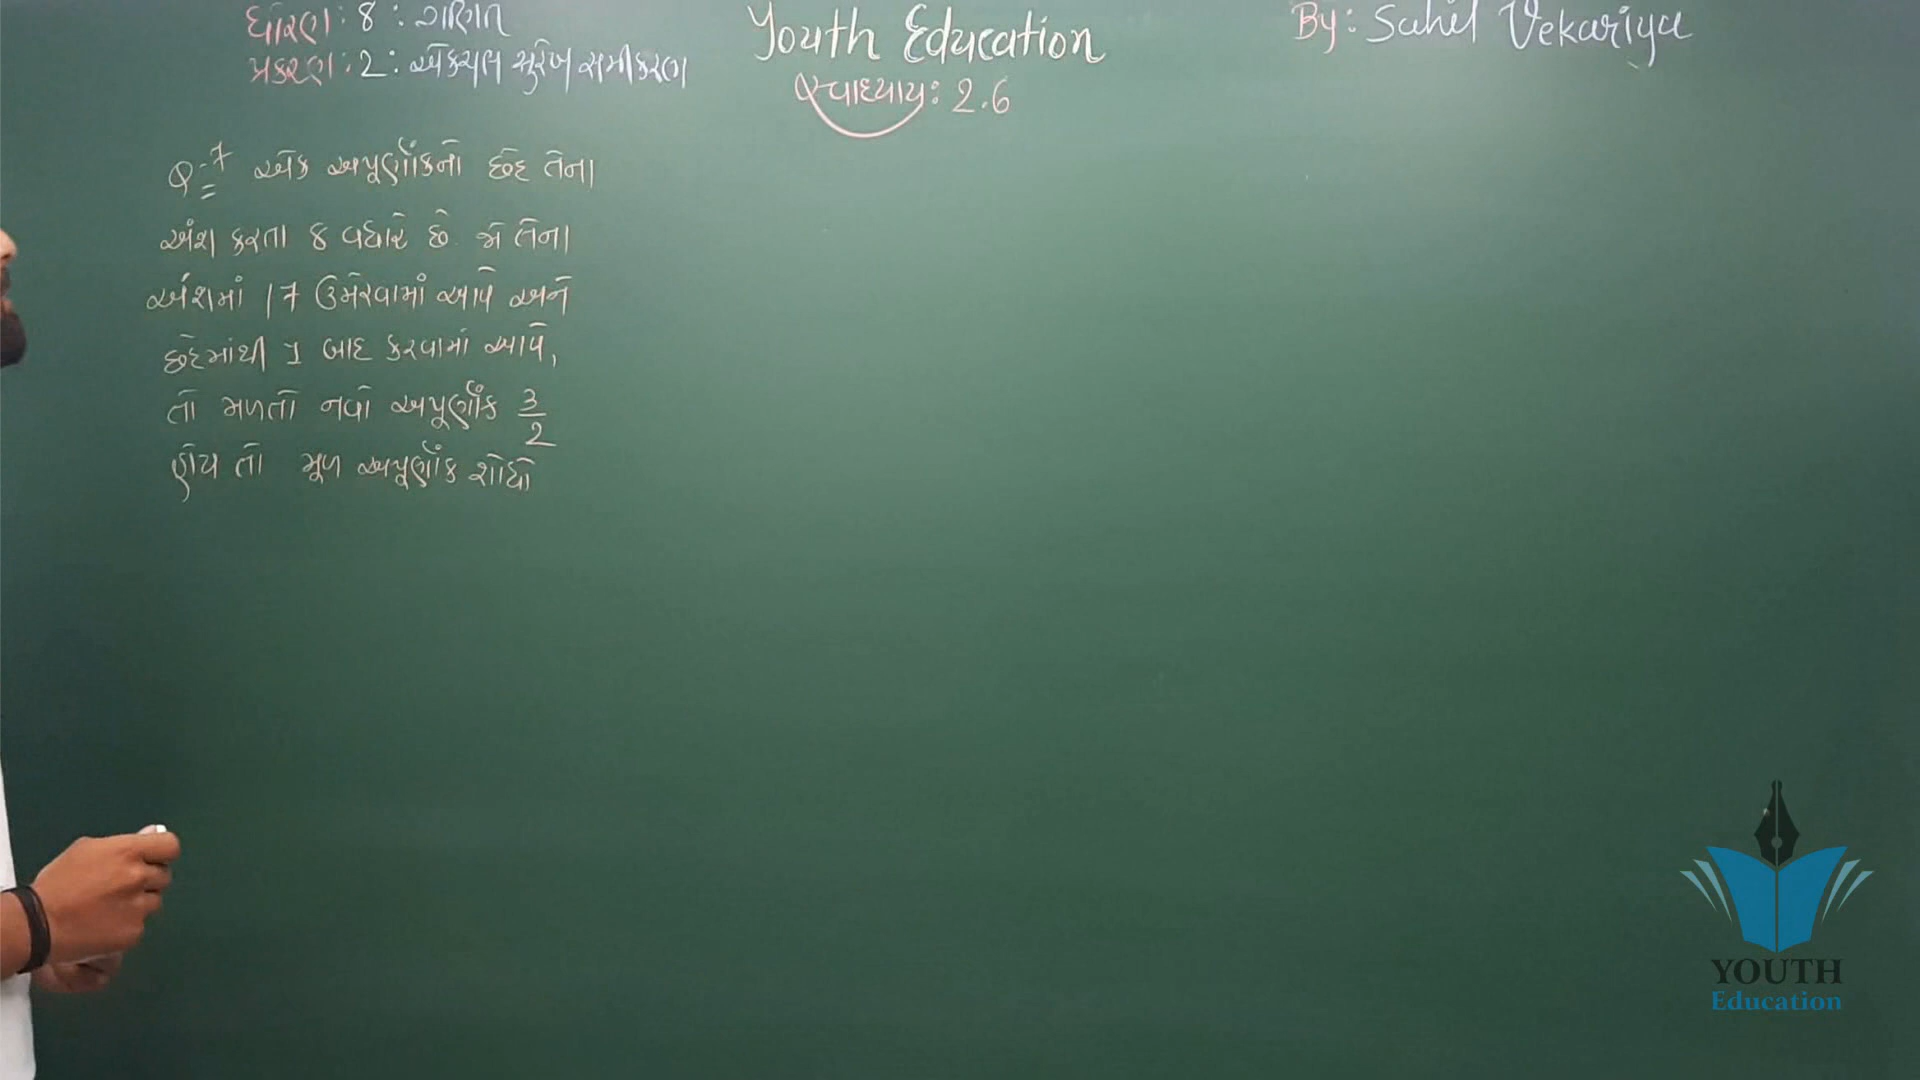 ધોરણ : 8 : ગણિત
પ્રકરણ : 2 : એકચલ સુરેખ સમીકરણ
Youth Education
સ્વાધ્યાય : 2.6
By : Sahil Vekariya
Q-7 એક અપૂર્ણાંકનો છેદ તેના
અંશ કરતા 8 વધારે છે જો તેના
અંશમાં 17 ઉમેરવામાં આવે અને
છેદમાંથી 1 બાદ કરવામાં આવે,
તો મળતો નવો અપૂર્ણાંક 3/2
હોય તો મૂળ અપૂર્ણાંક શોધો
YOUTH
Education